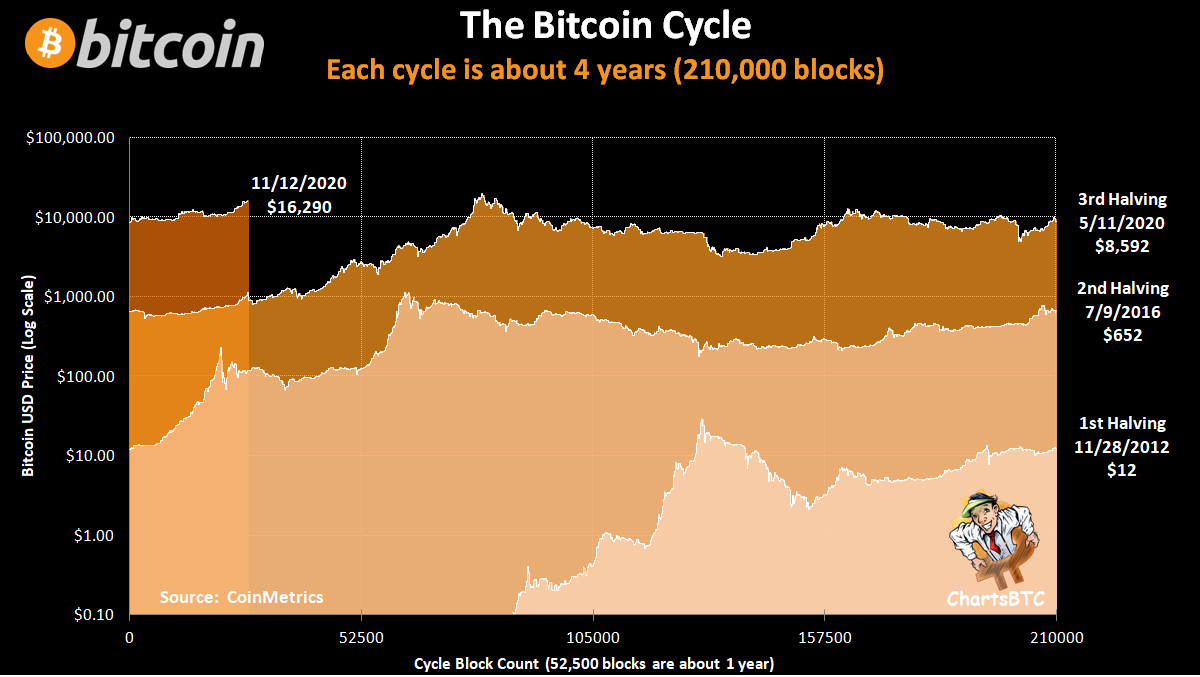 bitcoin
The Bitcoin Cycle
Each cycle is about 4 years (210,000 blocks)
$100,000.00
$10,000.00
$1,000.00
$100.00
$10.00
$1.00
$0.10
Bitcoin USD Price (Log Scale)
11/12/2020
$16,290
3rd Halving
5/11/2020
$8,592
2nd Halving
7/9/2016
$652
1st Halving
11/28/2012
$12
Source: CoinMetrics
ChartsBTC
0
52500
105000
157500
210000
Cycle Block Count (52,500 blocks are about 1 year)